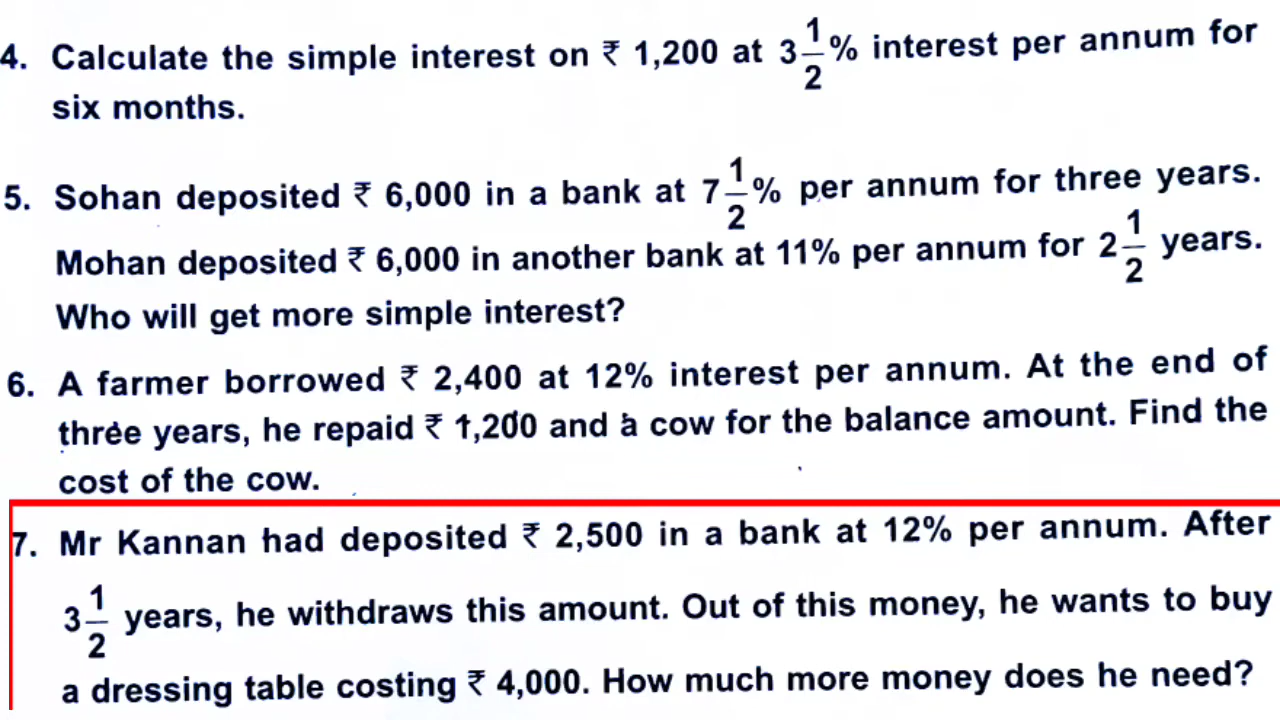 4. Calculate the simple interest on ₹ 1,200 at 3 1/2% interest per annum for
six months.
5. Sohan deposited ₹ 6,000 in a bank at 7 1/2% per annum for three years.
Mohan deposited ₹ 6,000 in another bank at 11% per annum for 2 1/2 years.
Who will get more simple interest?
6. A farmer borrowed ₹ 2,400 at 12% interest per annum. At the end of
three years, he repaid ₹ 1,200 and a cow for the balance amount. Find the
cost of the cow.
7. Mr Kannan had deposited ₹ 2,500 in a bank at 12% per annum. After
3 1/2 years, he withdraws this amount. Out of this money, he wants to buy
a dressing table costing ₹ 4,000. How much more money does he need?